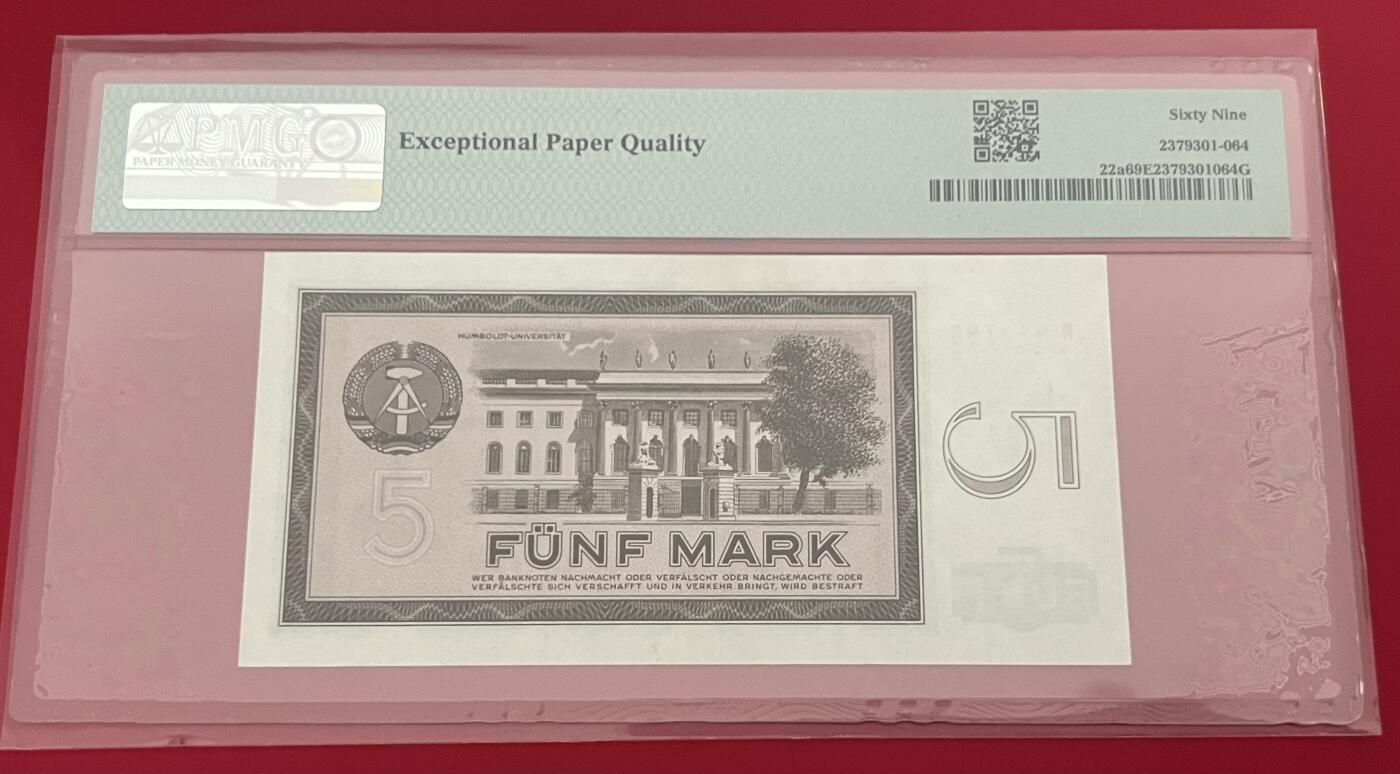 PMG
PAPER MONEY GUARANTY
Exceptional Paper Quality
Sixty Nine
2379301-064
22a69E2379301064G
HUMBOLDT-UNIVERSITÄT
5
5
FÜNF MARK
WER BANKNOTEN NACHMACHT ODER VERFÄLSCHT ODER NACHGEMACHTE ODER
VERFÄLSCHTE SICH VERSCHAFFT UND IN VERKEHR BRINGT, WIRD BESTRAFT